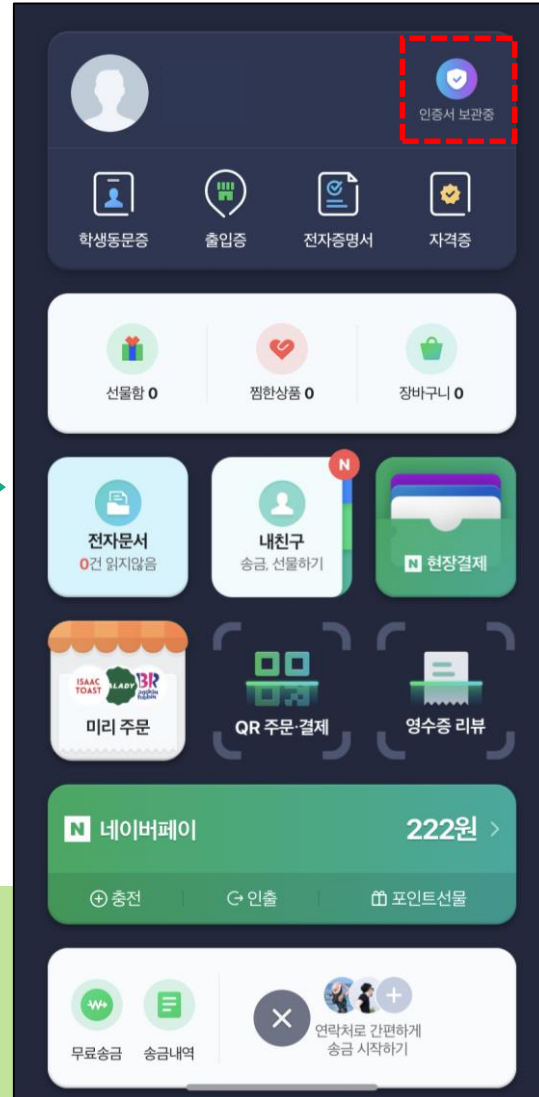 인증서 보관중
학생동문증
출입증
전자증명서
자격증
선물함 0
찜한상품 0
장바구니 0
N
전자문서
0건 읽지않음
내친구
송금, 선물하기
N 현장결제
ISAAC
TOAST
ALADY
BR
baskin
robbins
미리 주문
QR 주문·결제
영수증 리뷰
N 네이버페이
222원
충전
인출
포인트선물
무료송금
송금내역
연락처로 간편하게
송금 시작하기